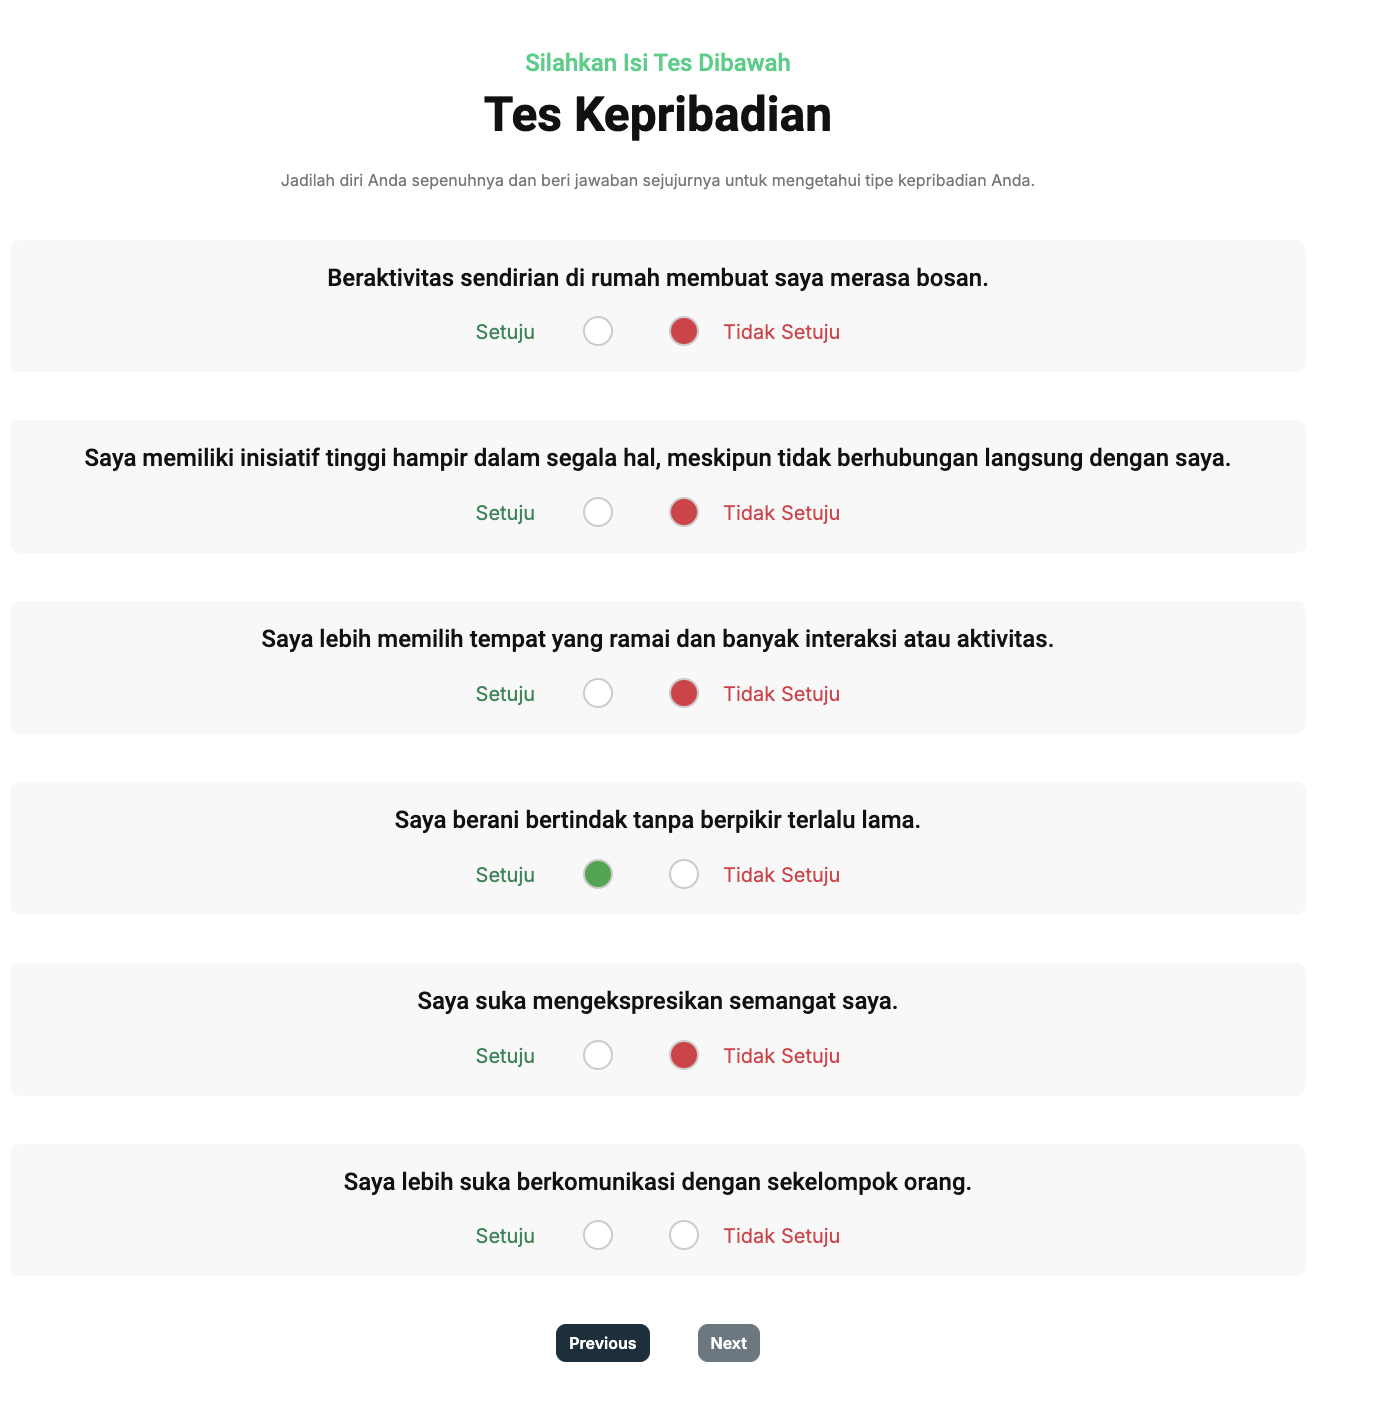 Silahkan Isi Tes Dibawah
Tes Kepribadian
Jadilah diri Anda sepenuhnya dan beri jawaban sejujurnya untuk mengetahui tipe kepribadian Anda.
Beraktivitas sendirian di rumah membuat saya merasa bosan.
Setuju Tidak Setuju
Saya memiliki inisiatif tinggi hampir dalam segala hal, meskipun tidak berhubungan langsung dengan saya.
Setuju Tidak Setuju
Saya lebih memilih tempat yang ramai dan banyak interaksi atau aktivitas.
Setuju Tidak Setuju
Saya berani bertindak tanpa berpikir terlalu lama.
Setuju Tidak Setuju
Saya suka mengekspresikan semangat saya.
Setuju Tidak Setuju
Saya lebih suka berkomunikasi dengan sekelompok orang.
Setuju Tidak Setuju
Previous Next